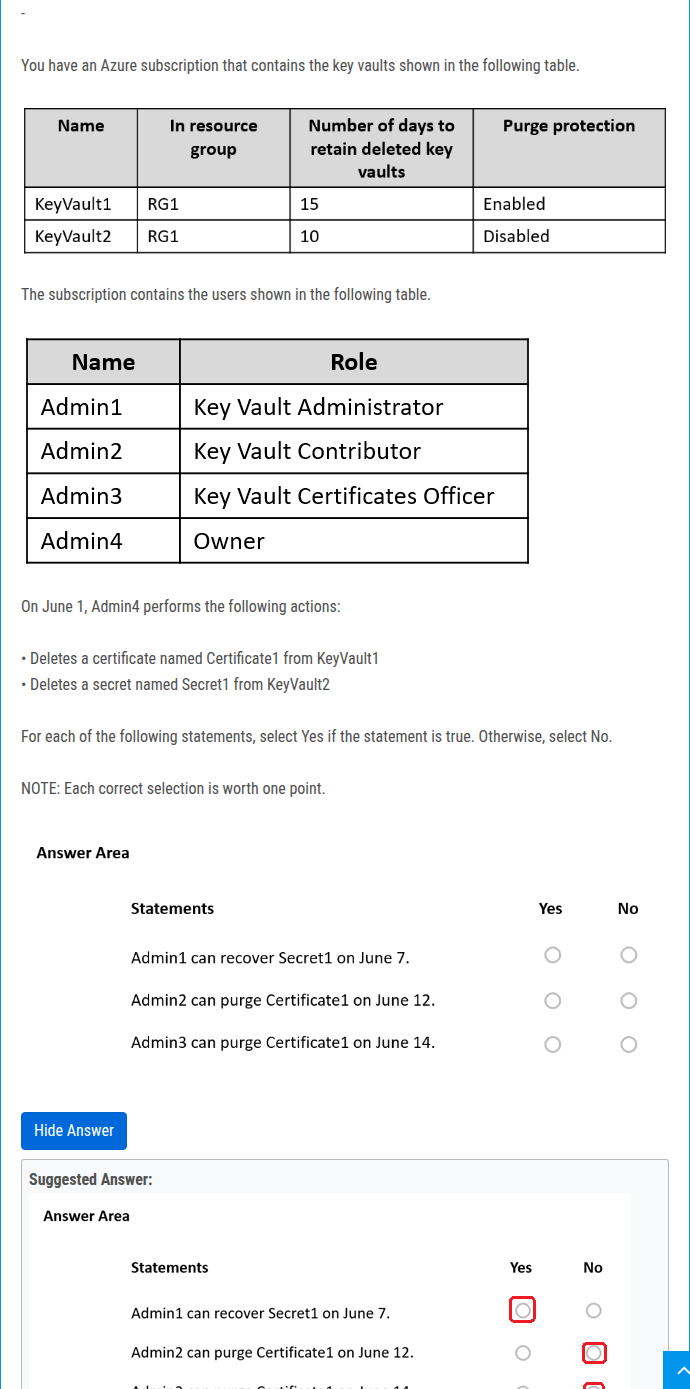 -
You have an Azure subscription that contains the key vaults shown in the following table.
Name In resource group Number of days to retain deleted key vaults Purge protection
KeyVault1 RG1 15 Enabled
KeyVault2 RG1 10 Disabled
The subscription contains the users shown in the following table.
Name Role
Admin1 Key Vault Administrator
Admin2 Key Vault Contributor
Admin3 Key Vault Certificates Officer
Admin4 Owner
On June 1, Admin4 performs the following actions:
• Deletes a certificate named Certificate1 from KeyVault1
• Deletes a secret named Secret1 from KeyVault2
For each of the following statements, select Yes if the statement is true. Otherwise, select No.
NOTE: Each correct selection is worth one point.
Answer Area
Statements Yes No
Admin1 can recover Secret1 on June 7.
Admin2 can purge Certificate1 on June 12.
Admin3 can purge Certificate1 on June 14.
Hide Answer
Suggested Answer:
Answer Area
Statements Yes No
Admin1 can recover Secret1 on June 7.
Admin2 can purge Certificate1 on June 12.